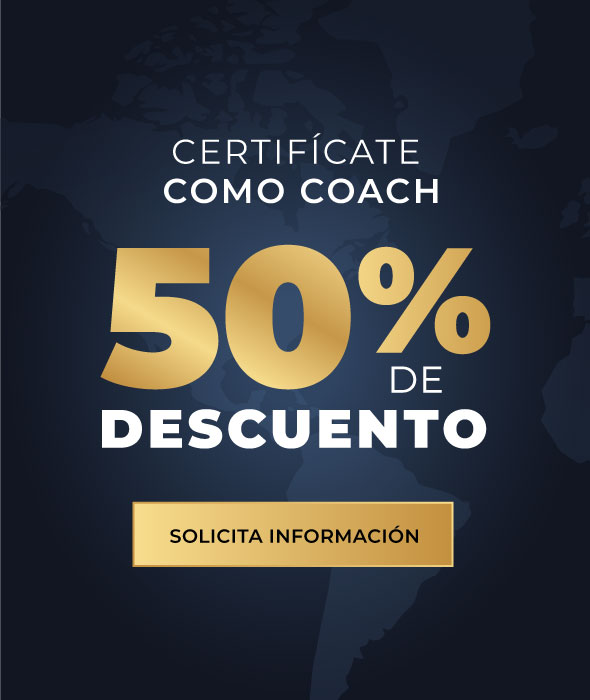 CERTIFÍCATE
COMO COACH
50%
DE
DESCUENTO
SOLICITA INFORMACIÓN